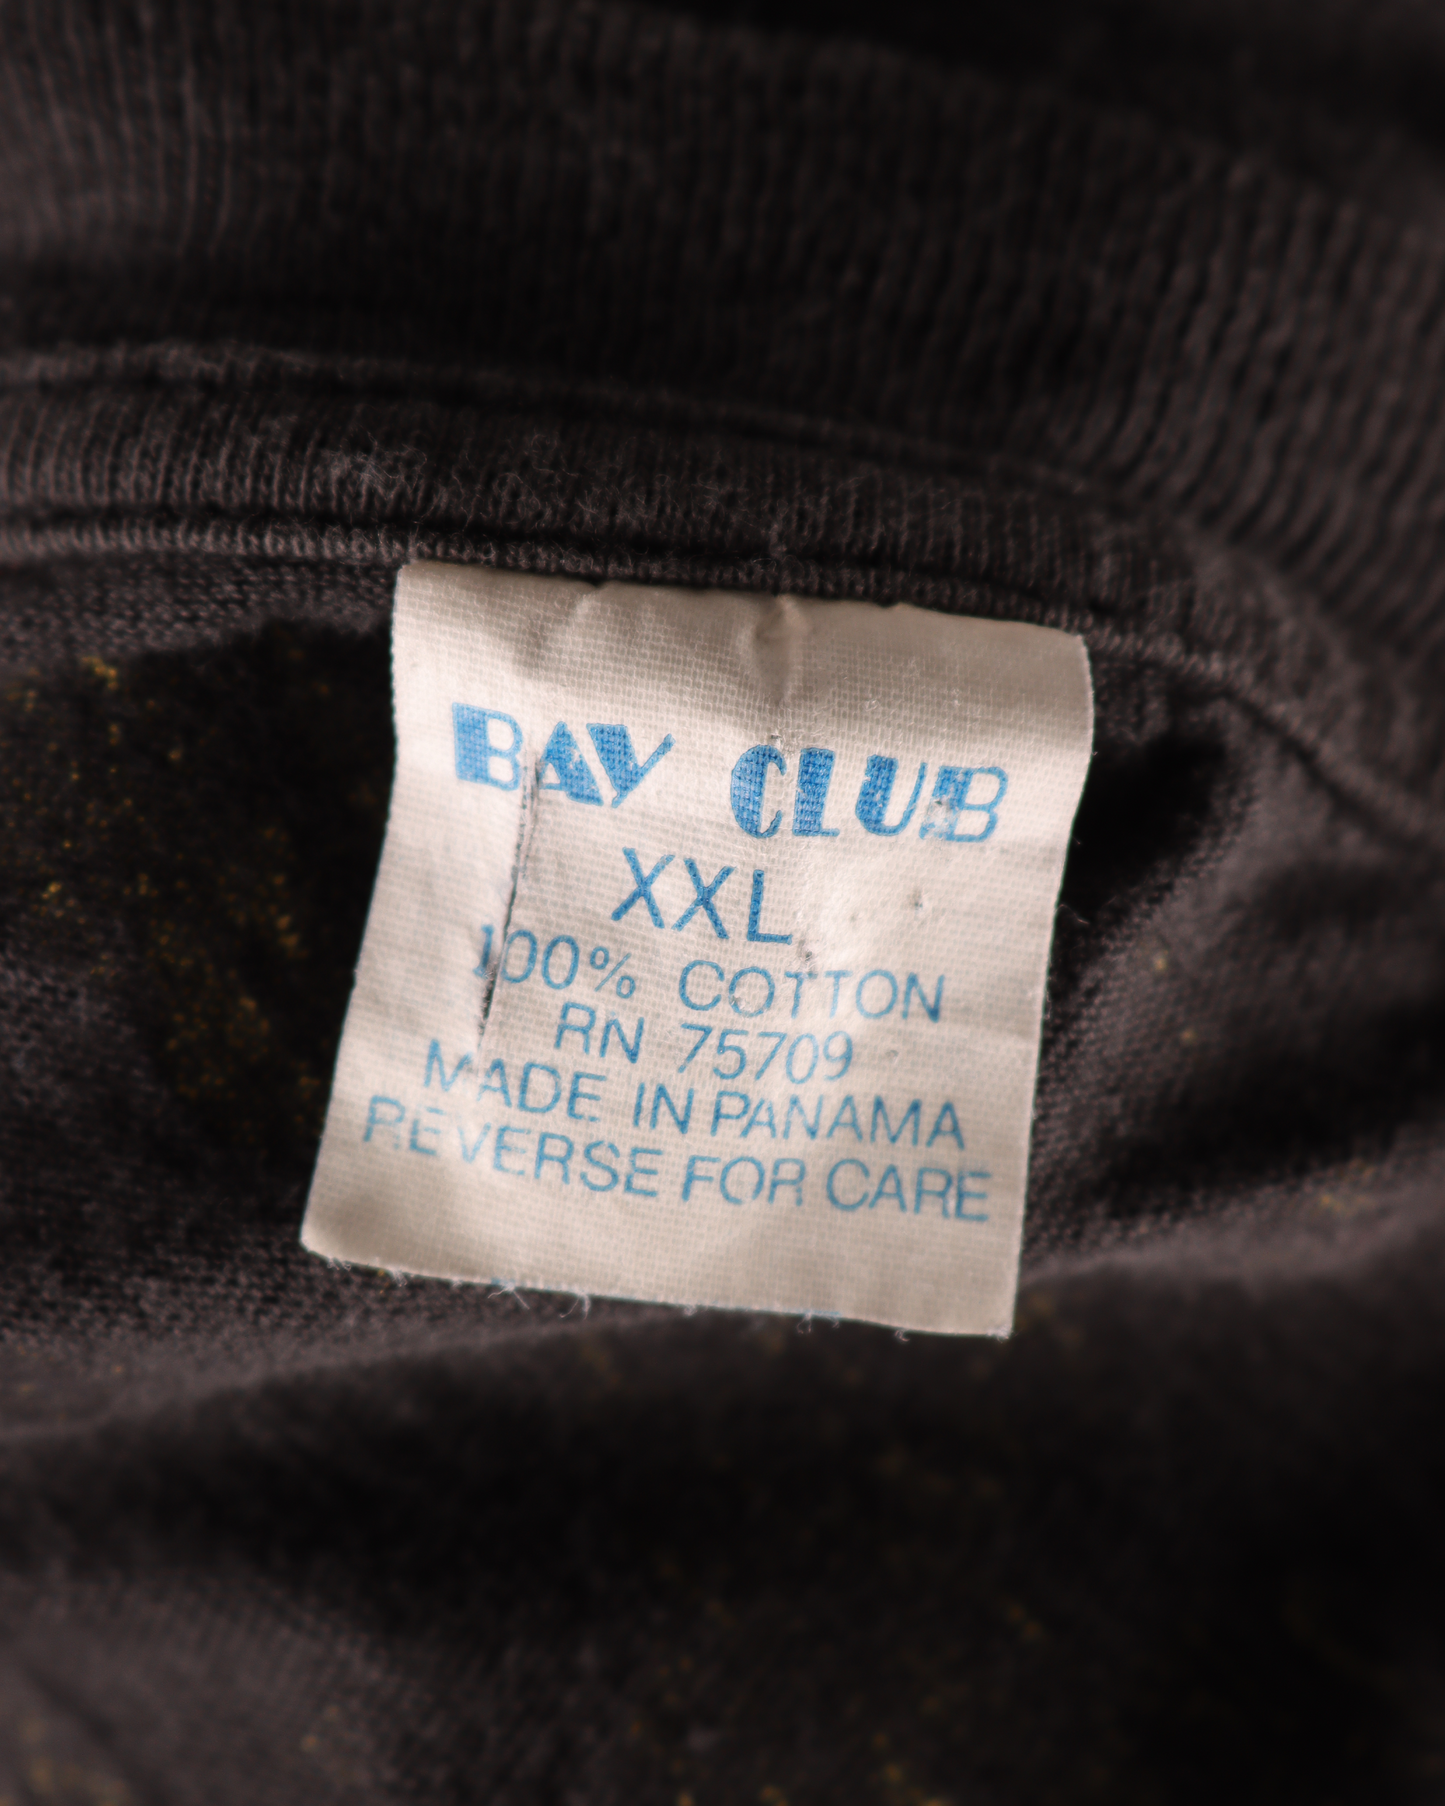 BAY CLUB
XXL
100% COTTON
RN 75709
MADE IN PANAMA
REVERSE FOR CARE